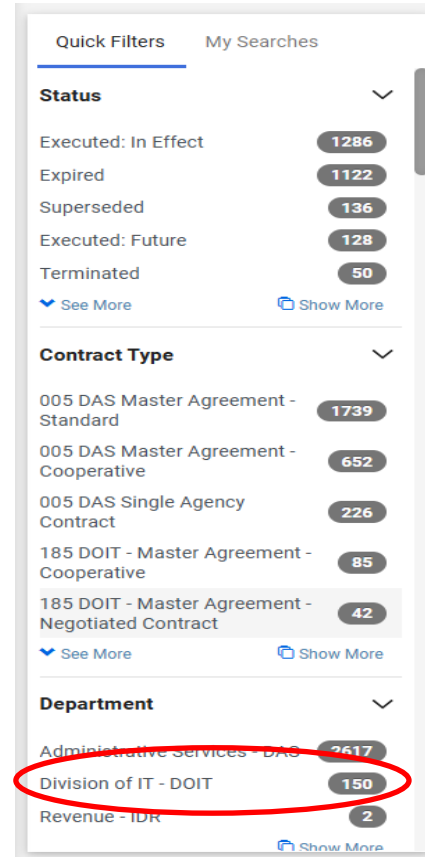 Quick Filters My Searches
Status
Executed: In Effect 1286
Expired 1122
Superseded 136
Executed: Future 128
Terminated 50
See More Show More
Contract Type
005 DAS Master Agreement - 
Standard 1739
005 DAS Master Agreement - 
Cooperative 652
005 DAS Single Agency
Contract 226
185 DOIT - Master Agreement - 
Cooperative 85
185 DOIT - Master Agreement - 
Negotiated Contract 42
See More Show More
Department
Administrative Services - DAS 2617
Division of IT - DOIT 150
Revenue - IDR 2
Show More